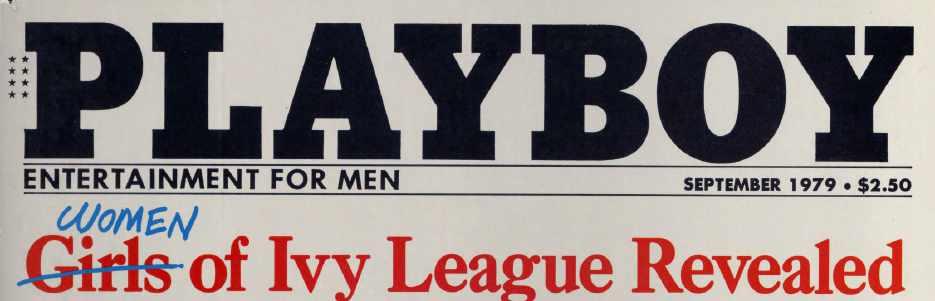 PLAYBOY
ENTERTAINMENT FOR MEN
SEPTEMBER 1979 • $2.50
WOMEN
Girls of Ivy League Revealed